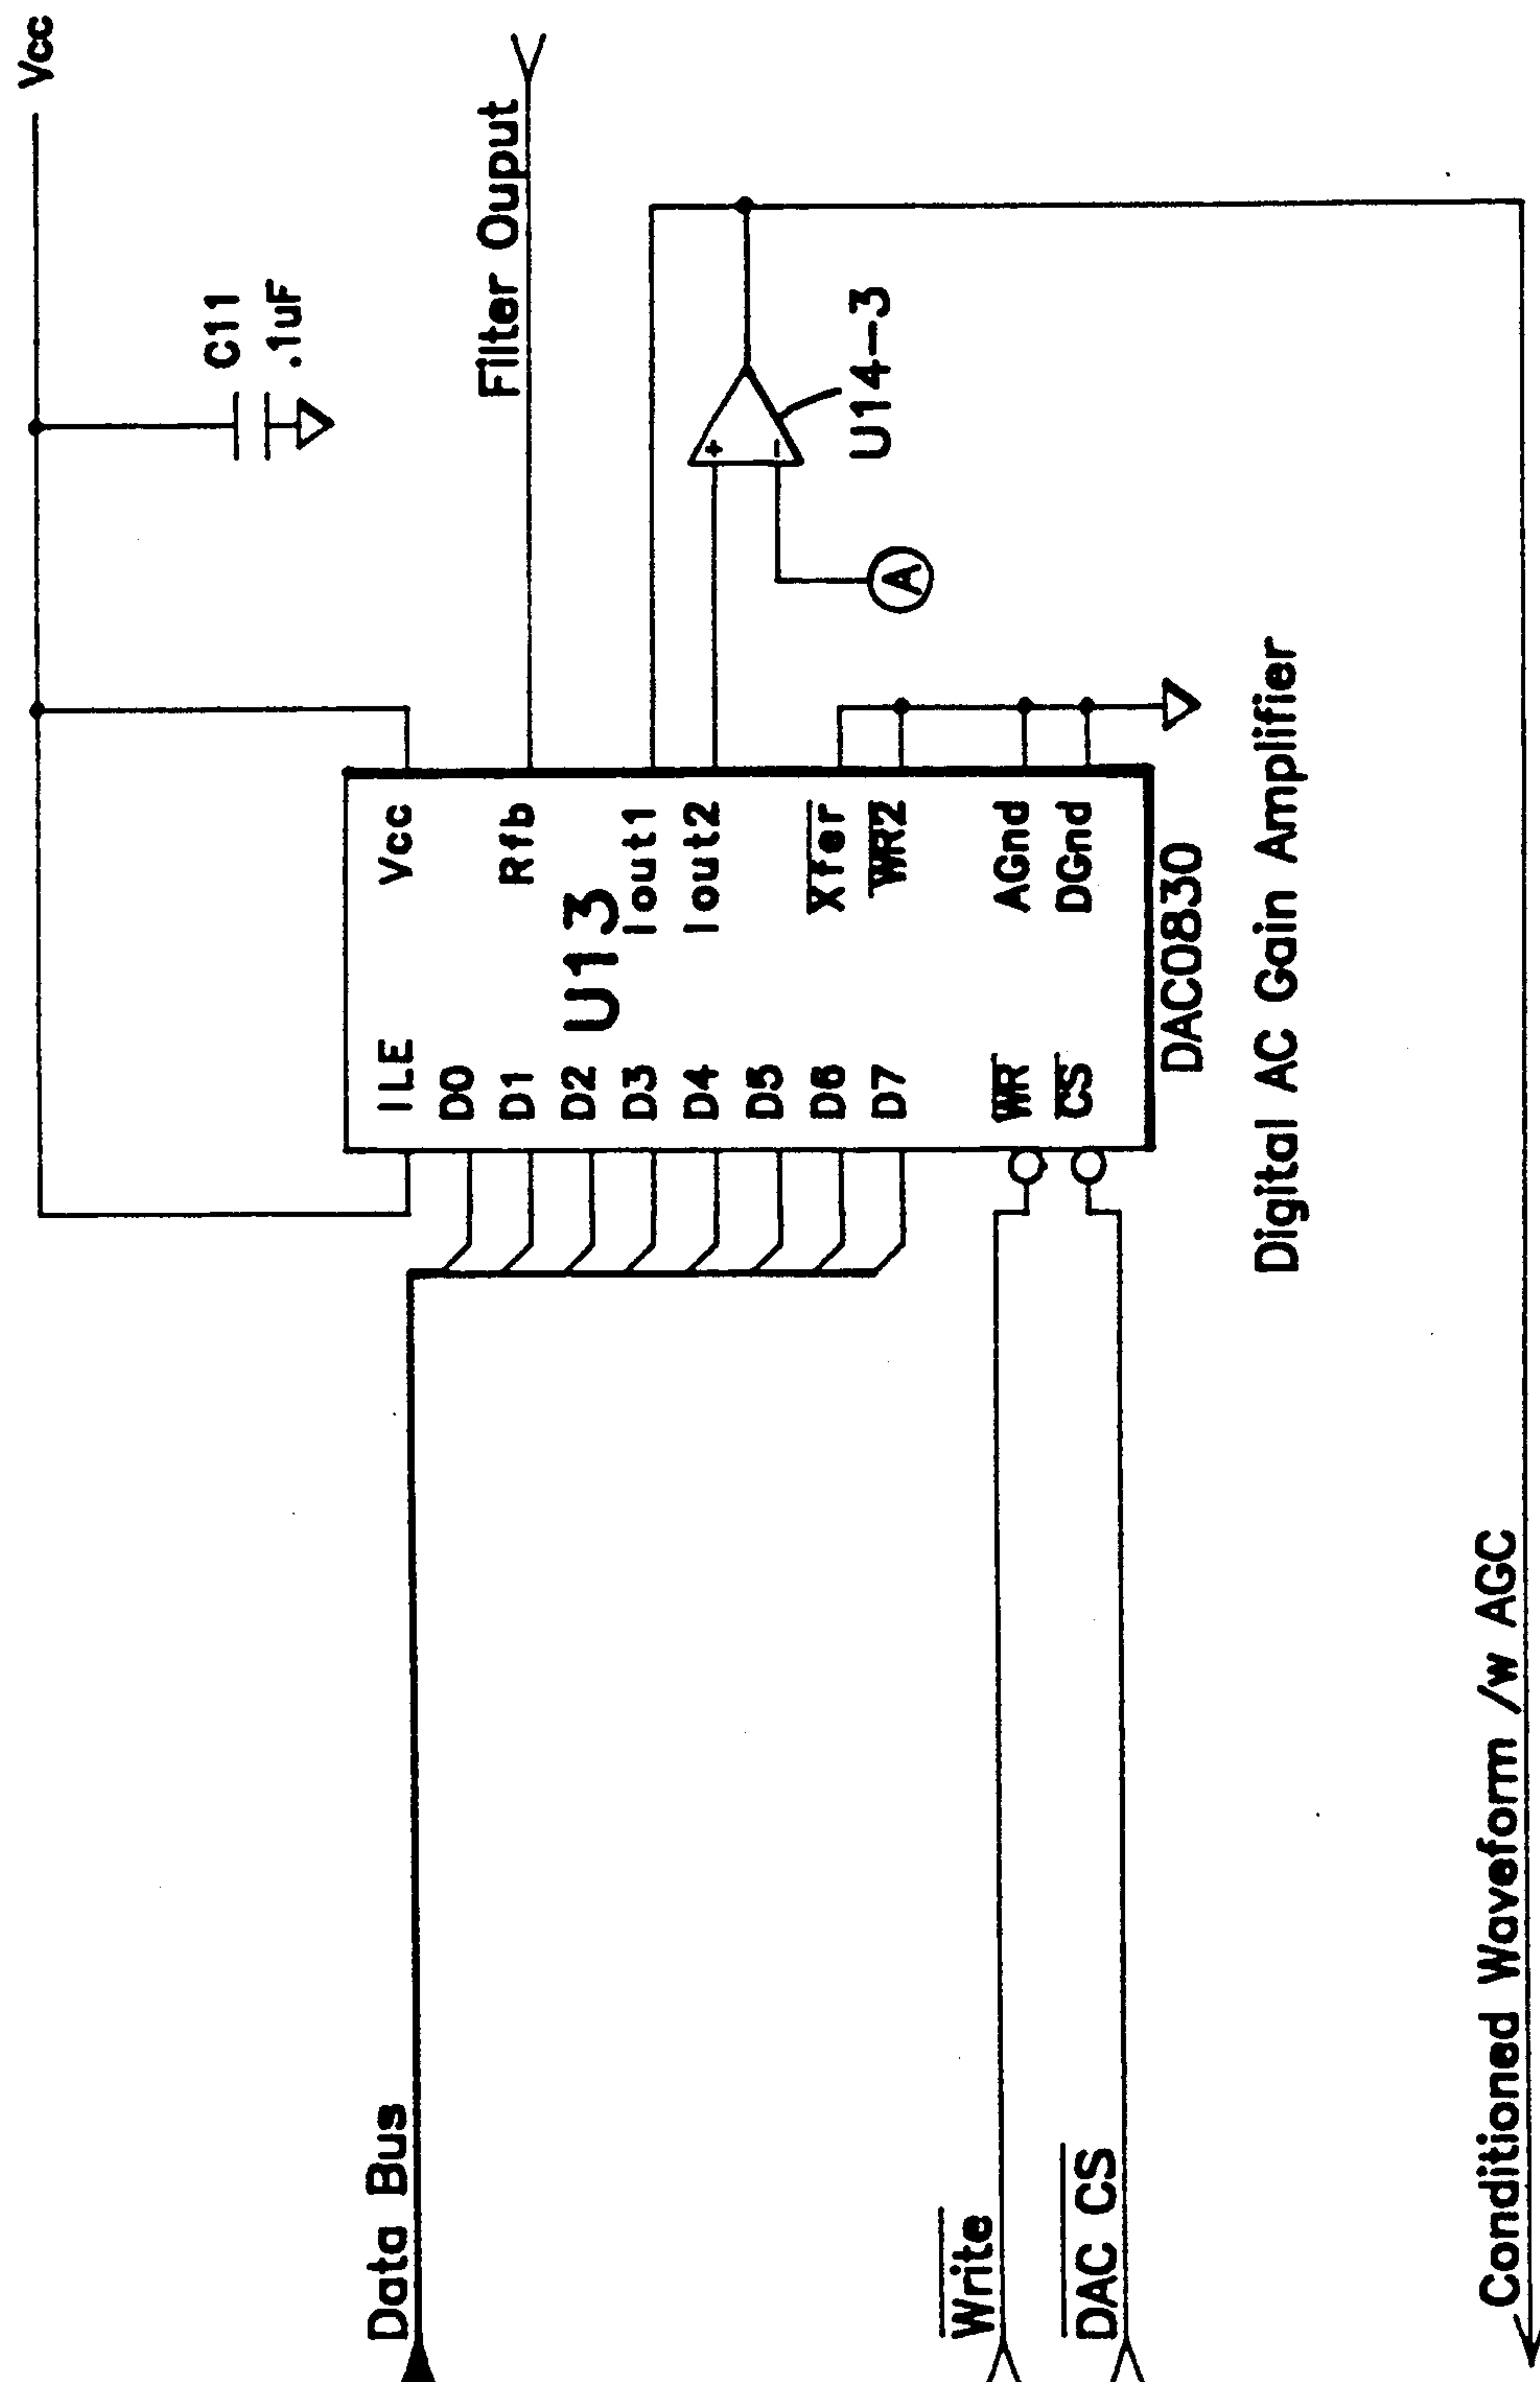 Vcc
C11
.1uF
Filter Ouput
U14-3
+
-
A
ILE
D0
D1
D2
D3
D4
D5
D6
D7
WR
CS
U13
Vcc
Rfb
Iout1
Iout2
Xfer
WR2
AGnd
DGnd
DAC0830
Digital AC Gain Amplifier
Data Bus
Write
DAC CS
Conditioned Waveform /w AGC